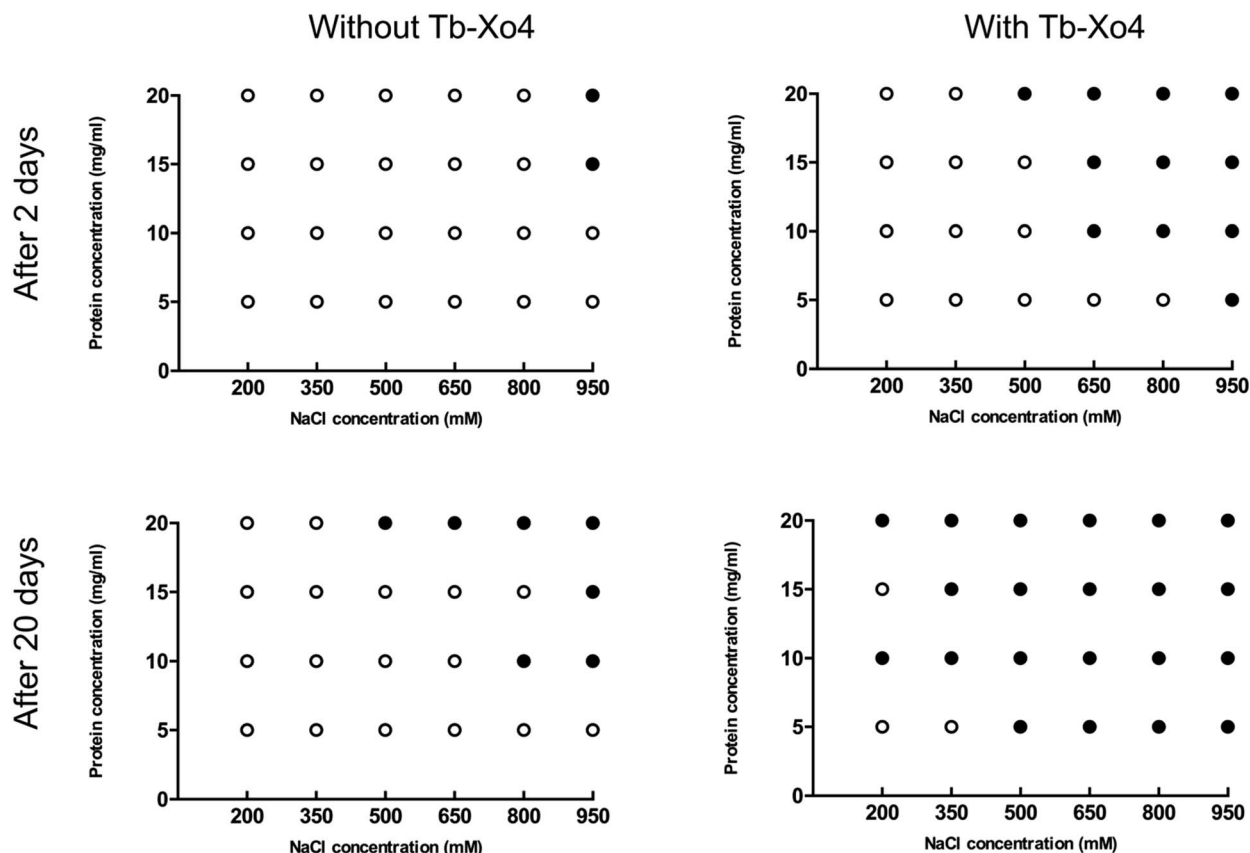 Without Tb-Xo4
With Tb-Xo4
After 2 days
Protein concentration (mg/ml)
20
15
10
5
0
200 350 500 650 800 950
NaCl concentration (mM)
Protein concentration (mg/ml)
20
15
10
5
0
200 350 500 650 800 950
NaCl concentration (mM)
After 20 days
Protein concentration (mg/ml)
20
15
10
5
0
200 350 500 650 800 950
NaCl concentration (mM)
Protein concentration (mg/ml)
20
15
10
5
0
200 350 500 650 800 950
NaCl concentration (mM)